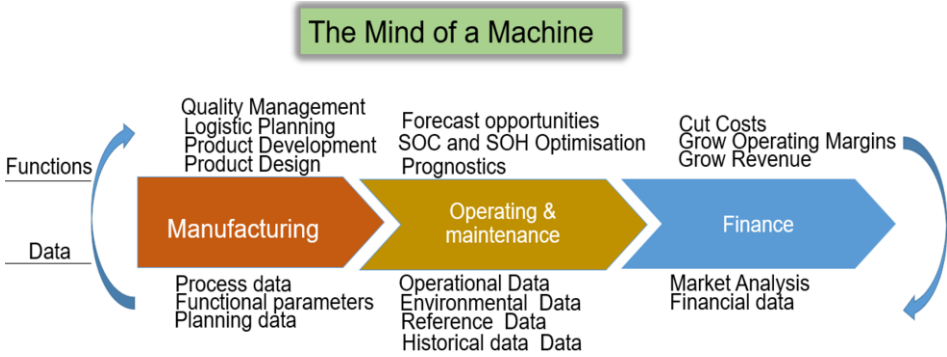 The Mind of a Machine
Functions
Data
Quality Management
Logistic Planning
Product Development
Product Design
Manufacturing
Process data
Functional parameters
Planning data
Forecast opportunities
SOC and SOH Optimisation
Prognostics
Operating &
maintenance
Operational Data
Environmental Data
Reference Data
Historical data Data
Cut Costs
Grow Operating Margins
Grow Revenue
Finance
Market Analysis
Financial data